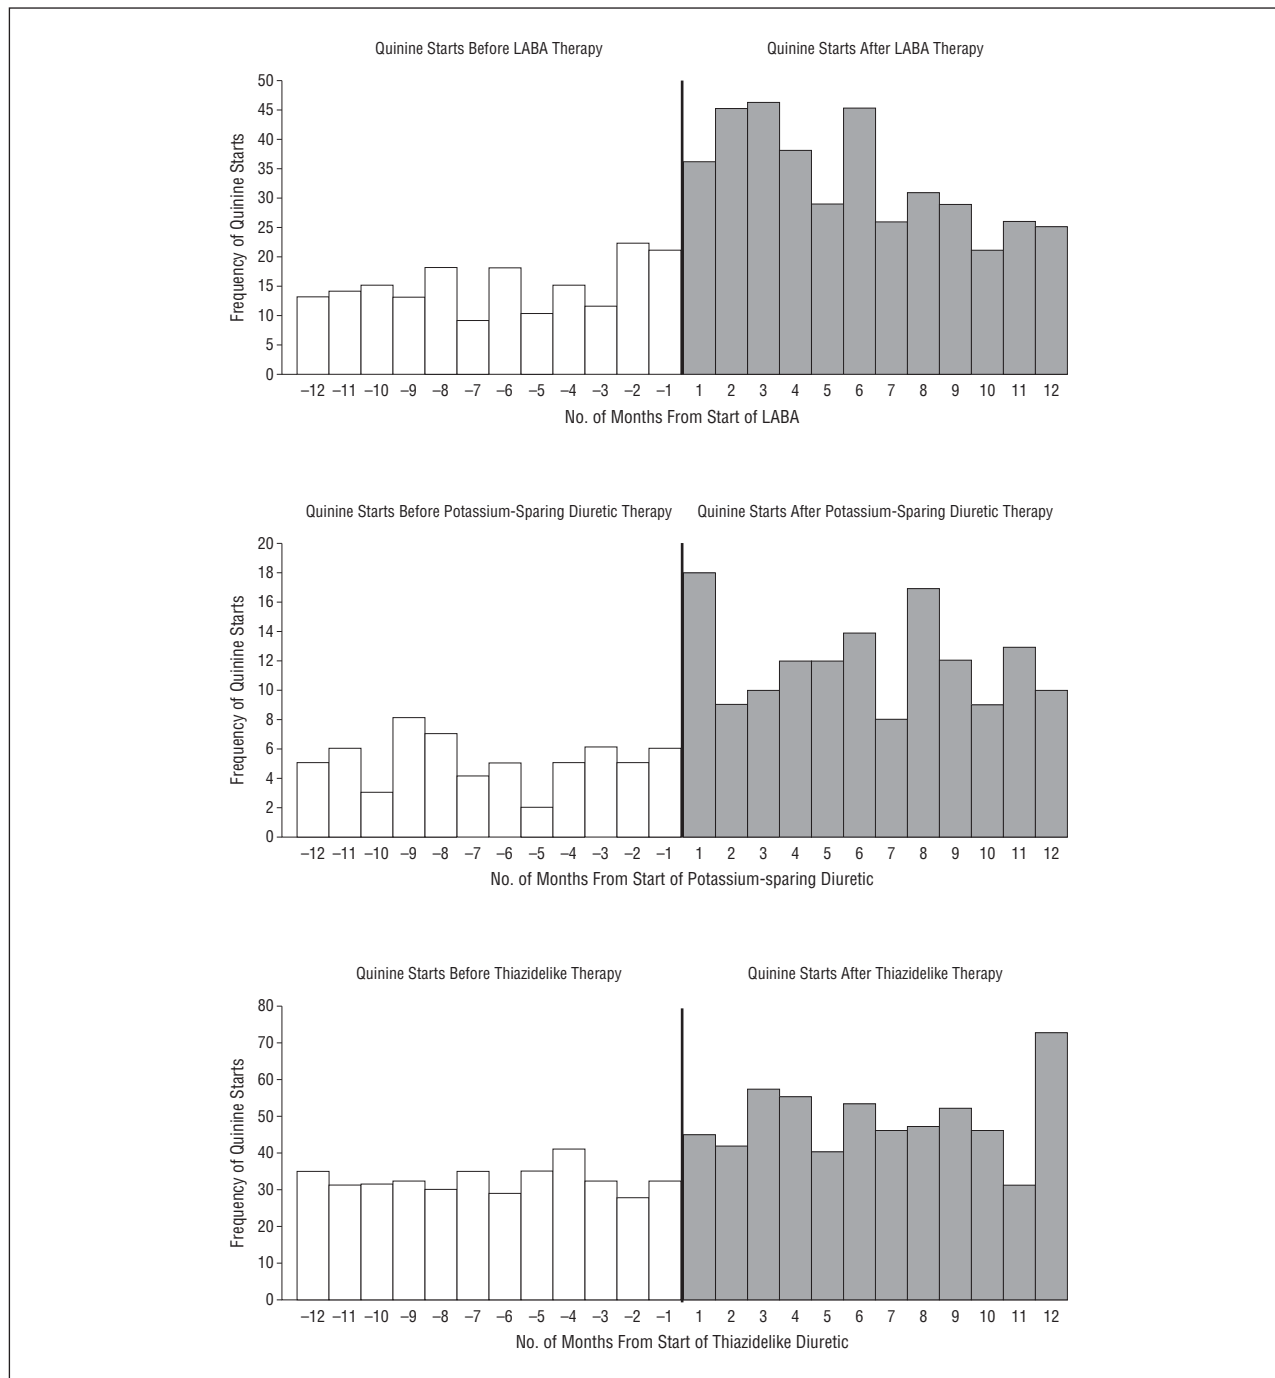 Quinine Starts Before LABA Therapy Quinine Starts After LABA Therapy
50
45
40
35
30
25
20
15
10
5
0
Frequency of Quinine Starts
–12 –11 –10 –9 –8 –7 –6 –5 –4 –3 –2 –1 1 2 3 4 5 6 7 8 9 10 11 12
No. of Months From Start of LABA
Quinine Starts Before Potassium-Sparing Diuretic Therapy Quinine Starts After Potassium-Sparing Diuretic Therapy
20
18
16
14
12
10
8
6
4
2
0
Frequency of Quinine Starts
–12 –11 –10 –9 –8 –7 –6 –5 –4 –3 –2 –1 1 2 3 4 5 6 7 8 9 10 11 12
No. of Months From Start of Potassium-sparing Diuretic
Quinine Starts Before Thiazidelike Therapy Quinine Starts After Thiazidelike Therapy
80
70
60
50
40
30
20
10
0
Frequency of Quinine Starts
–12 –11 –10 –9 –8 –7 –6 –5 –4 –3 –2 –1 1 2 3 4 5 6 7 8 9 10 11 12
No. of Months From Start of Thiazidelike Diuretic